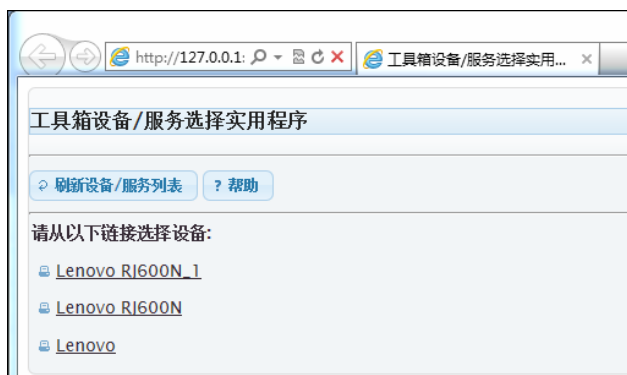 http://127.0.0.1:
工具箱设备/服务选择实用...
工具箱设备/服务选择实用程序
刷新设备/服务列表
? 帮助
请从以下链接选择设备:
Lenovo RJ600N_1
Lenovo RJ600N
Lenovo